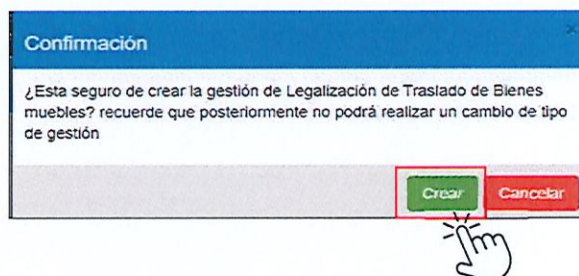 Confirmación
¿Esta seguro de crear la gestión de Legalización de Traslado de Bienes
muebles? recuerde que posteriormente no podrá realizar un cambio de tipo
de gestión
Crear Cancelar